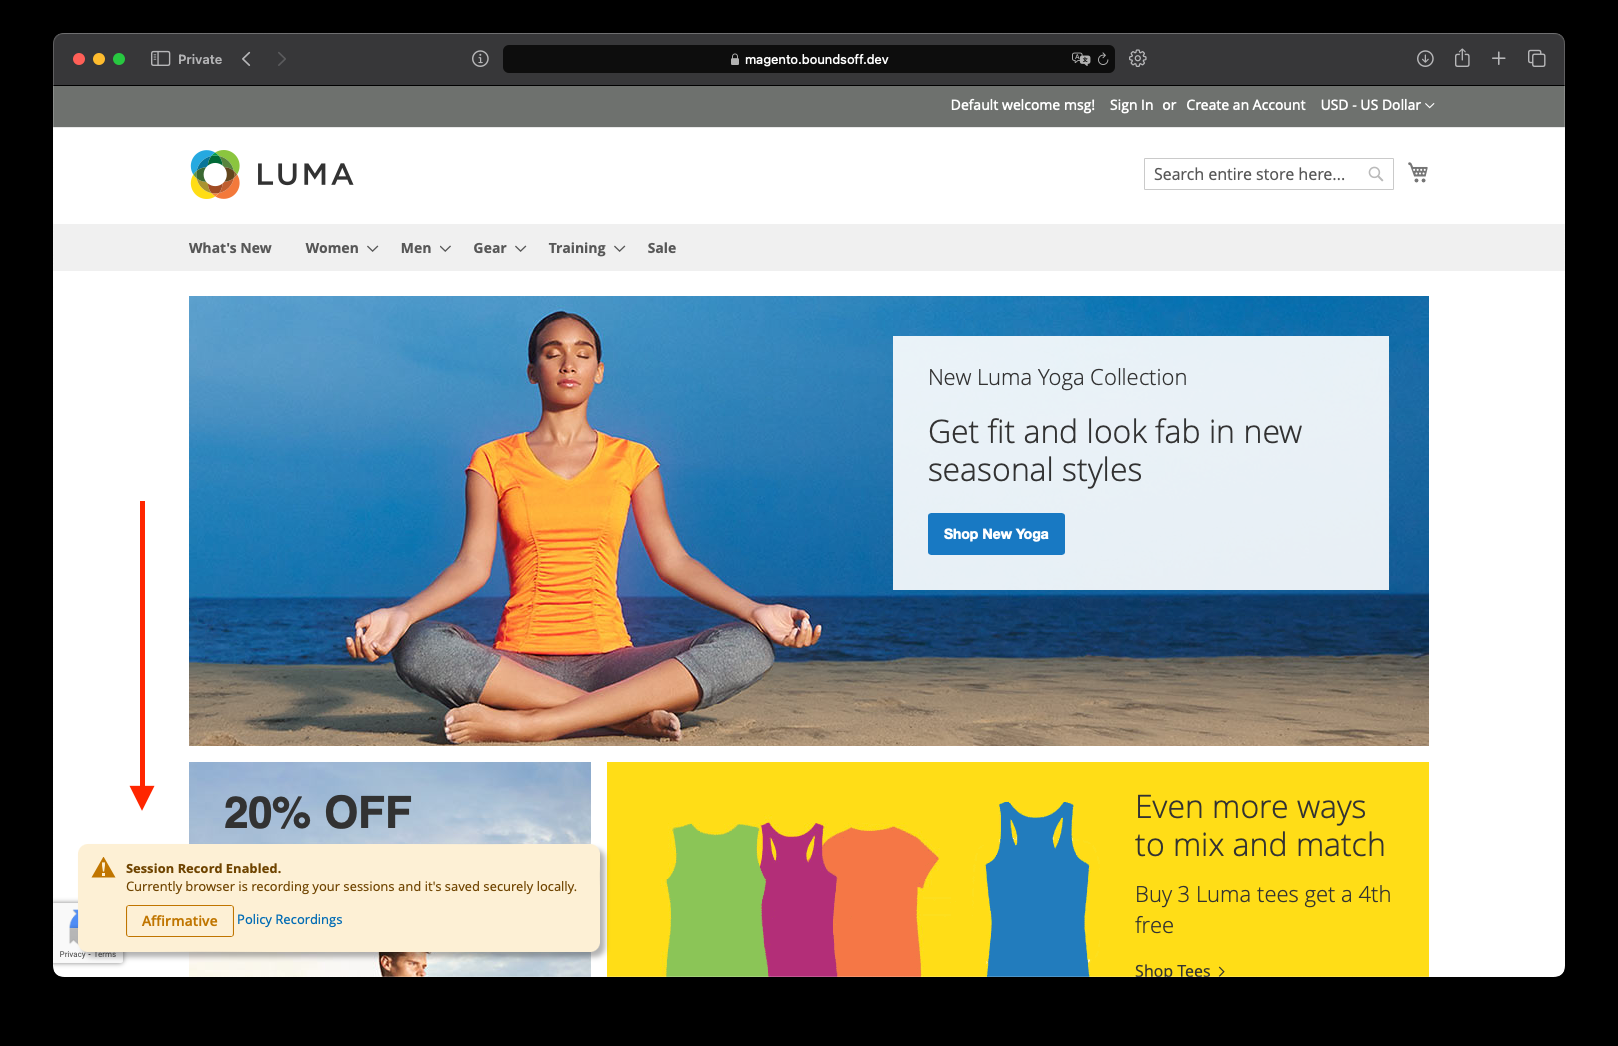 Private
magento.boundsoff.dev
Default welcome msg! Sign In or Create an Account USD - US Dollar
LUMA
Search entire store here...
What's New Women Men Gear Training Sale
New Luma Yoga Collection
Get fit and look fab in new
seasonal styles
Shop New Yoga
20% OFF
Even more ways
to mix and match
Buy 3 Luma tees get a 4th
free
Shop Tees
Session Record Enabled.
Currently browser is recording your sessions and it's saved securely locally.
Affirmative Policy Recordings
Privacy - Terms